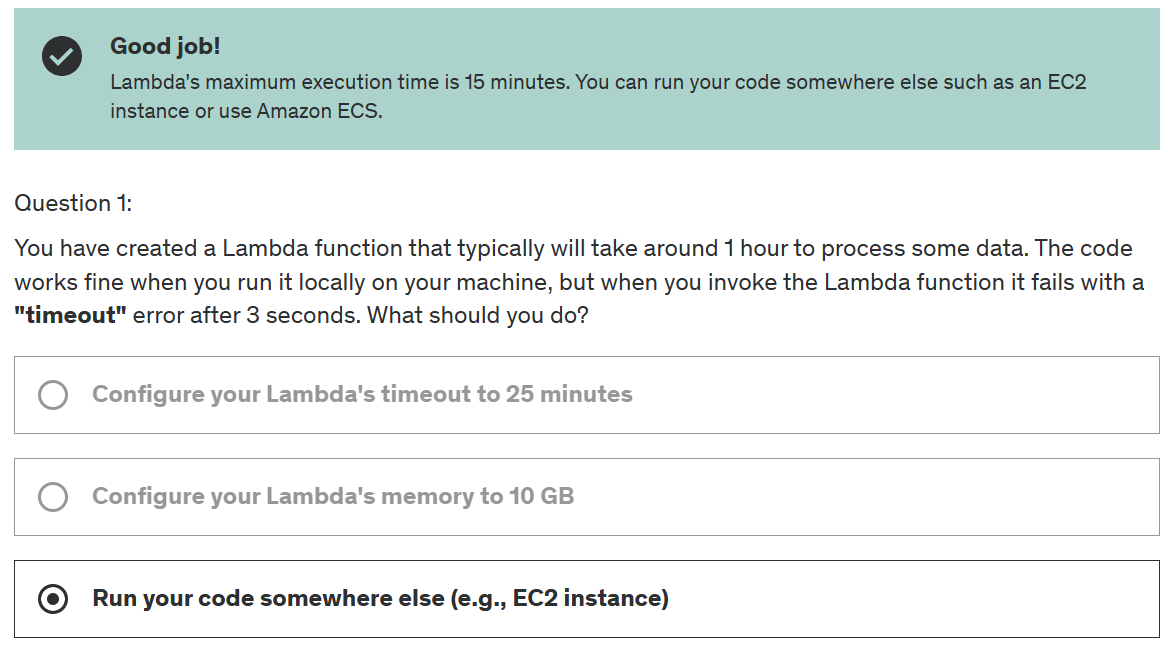 Good job!
Lambda's maximum execution time is 15 minutes. You can run your code somewhere else such as an EC2
instance or use Amazon ECS.
Question 1:
You have created a Lambda function that typically will take around 1 hour to process some data. The code
works fine when you run it locally on your machine, but when you invoke the Lambda function it fails with a
"timeout" error after 3 seconds. What should you do?
Configure your Lambda's timeout to 25 minutes
Configure your Lambda's memory to 10 GB
Run your code somewhere else (e.g., EC2 instance)